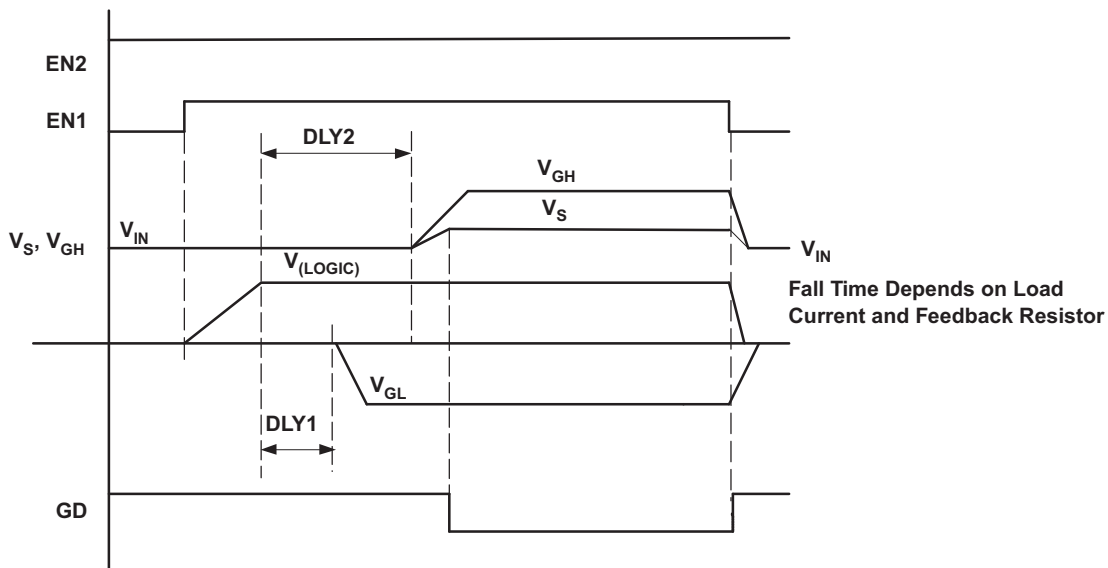 EN2
EN1
DLY2
V_GH
V_S
V_S, V_GH
V_IN
V_IN
V_(LOGIC)
Fall Time Depends on Load
Current and Feedback Resistor
V_GL
DLY1
GD